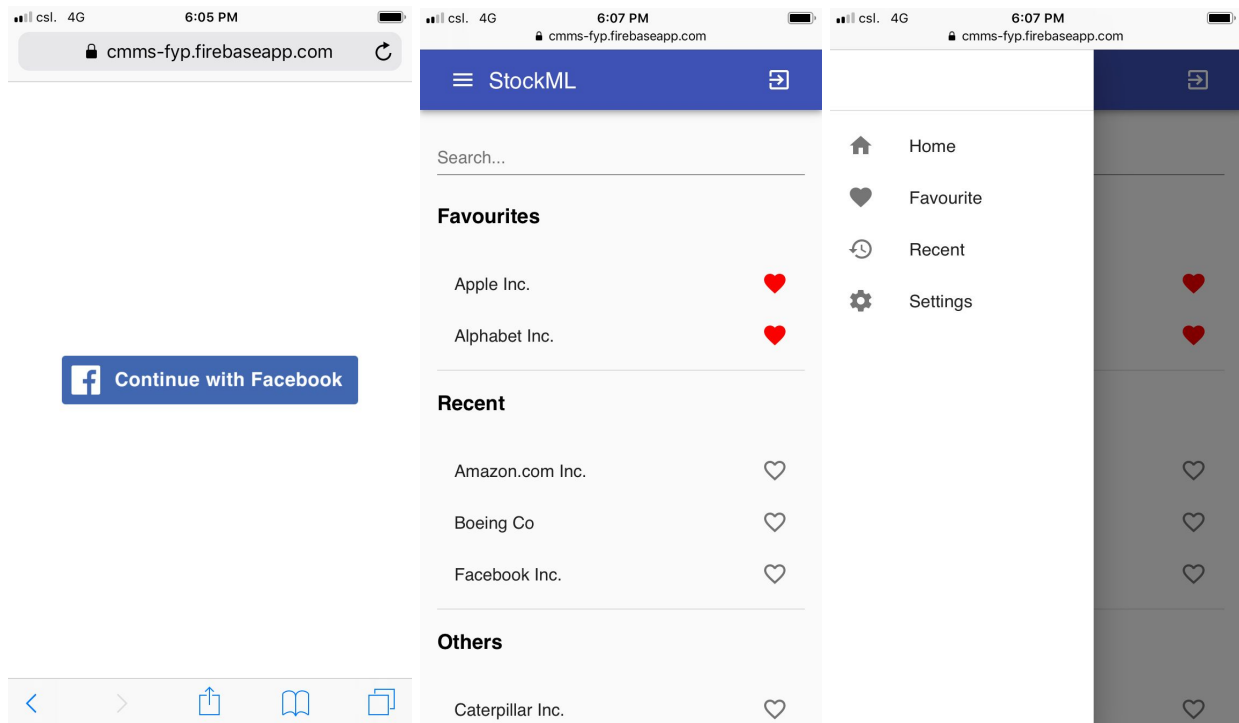 csl. 4G 6:05 PM
cmms-fyp.firebaseapp.com
Continue with Facebook
csl. 4G 6:07 PM
cmms-fyp.firebaseapp.com
StockML
Search...
Favourites
Apple Inc.
Alphabet Inc.
Recent
Amazon.com Inc.
Boeing Co
Facebook Inc.
Others
Caterpillar Inc.
csl. 4G 6:07 PM
cmms-fyp.firebaseapp.com
Home
Favourite
Recent
Settings